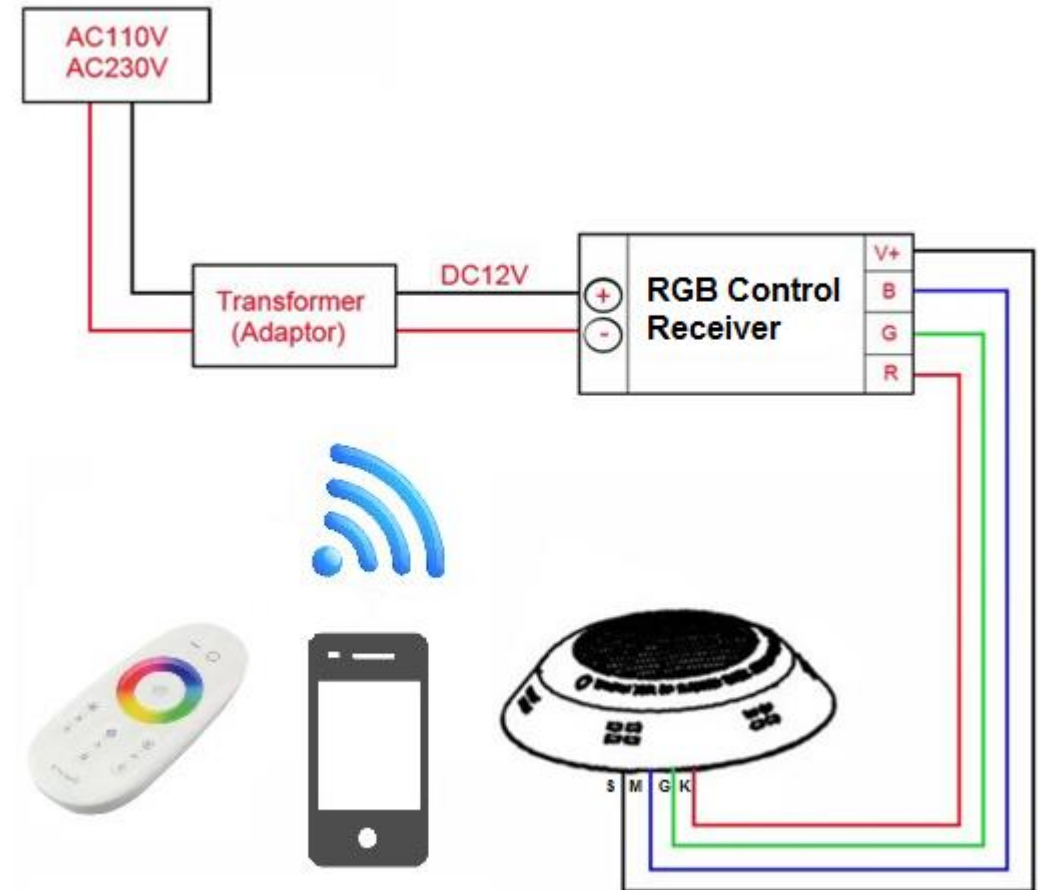 AC110V
AC230V
Transformer
(Adaptor)
DC12V
+
-
RGB Control
Receiver
V+
B
G
R
S M G K